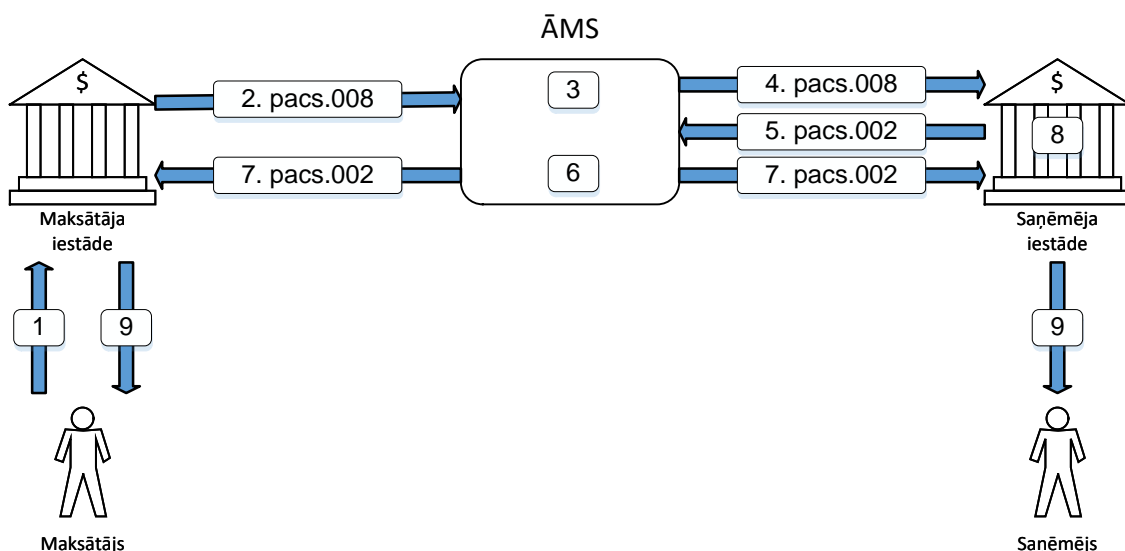 ĀMS
$
$
2. pacs.008
3
4. pacs.008
5. pacs.002
8
7. pacs.002
6
7. pacs.002
Maksātāja
iestāde
Saņēmēja
iestāde
1
9
9
Maksātājs
Saņēmējs